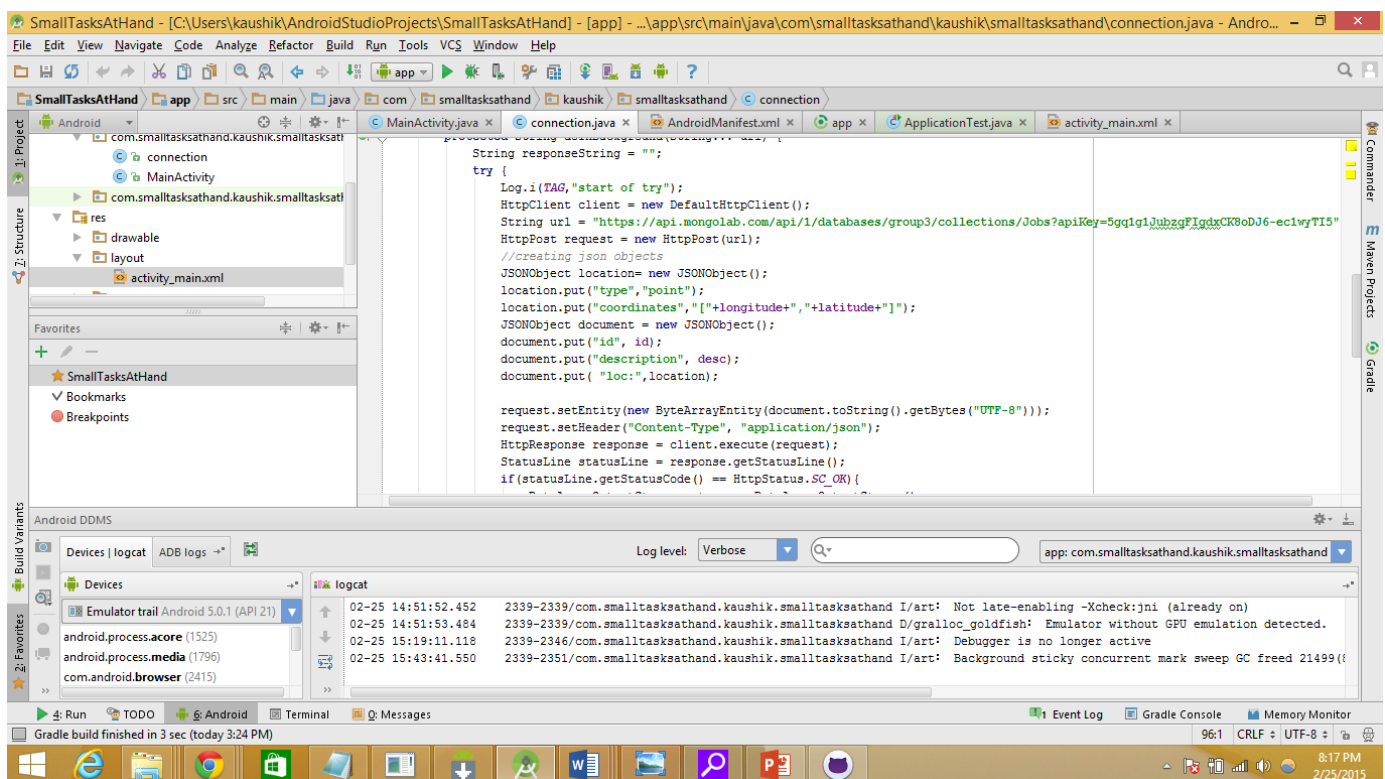 SmallTasksAtHand - [C:\Users\kaushik\AndroidStudioProjects\SmallTasksAtHand] - [app] - ...\app\src\main\java\com\smalltasksathand\kaushik\smalltasksathand\connection.java - Andro...
File Edit View Navigate Code Analyze Refactor Build Run Tools VCS Window Help
app
SmallTasksAtHand app src main java com smalltasksathand kaushik smalltasksathand connection
1: Project
Android
MainActivity.java connection.java AndroidManifest.xml app ApplicationTest.java activity_main.xml
com.smalltasksathand.kaushik.smalltasksath
connection
MainActivity
com.smalltasksathand.kaushik.smalltasksath
res
drawable
layout
activity_main.xml
Z: Structure
Favorites
SmallTasksAtHand
Bookmarks
Breakpoints
String responseString = "";
try {
Log.i(TAG,"start of try");
HttpClient client = new DefaultHttpClient();
String url = "https://api.mongolab.com/api/1/databases/group3/collections/Jobs?apiKey=5gq1g1JubzgFIgdxCK8oDJ6-ec1wyTI5"
HttpPost request = new HttpPost(url);
//creating json objects
JSONObject location= new JSONObject();
location.put("type","point");
location.put("coordinates","["+longitude+","+latitude+"]");
JSONObject document = new JSONObject();
document.put("id", id);
document.put("description", desc);
document.put( "loc:",location);
request.setEntity(new ByteArrayEntity(document.toString().getBytes("UTF-8")));
request.setHeader("Content-Type", "application/json");
HttpResponse response = client.execute(request);
StatusLine statusLine = response.getStatusLine();
if(statusLine.getStatusCode() == HttpStatus.SC_OK){
Commander
m Maven Projects
Gradle
Build Variants
2: Favorites
Android DDMS
Devices | logcat ADB logs Log level: Verbose app: com.smalltasksathand.kaushik.smalltasksathand
Devices
Emulator trail Android 5.0.1 (API 21)
android.process.acore (1525)
android.process.media (1796)
com.android.browser (2415)
logcat
02-25 14:51:52.452 2339-2339/com.smalltasksathand.kaushik.smalltasksathand I/art: Not late-enabling -Xcheck:jni (already on)
02-25 14:51:53.484 2339-2339/com.smalltasksathand.kaushik.smalltasksathand D/gralloc_goldfish: Emulator without GPU emulation detected.
02-25 15:19:11.118 2339-2346/com.smalltasksathand.kaushik.smalltasksathand I/art: Debugger is no longer active
02-25 15:43:41.550 2339-2351/com.smalltasksathand.kaushik.smalltasksathand I/art: Background sticky concurrent mark sweep GC freed 21499(
4: Run TODO 6: Android Terminal 0: Messages 1 Event Log Gradle Console Memory Monitor
Gradle build finished in 3 sec (today 3:24 PM) 96:1 CRLF UTF-8
8:17 PM
2/25/2015